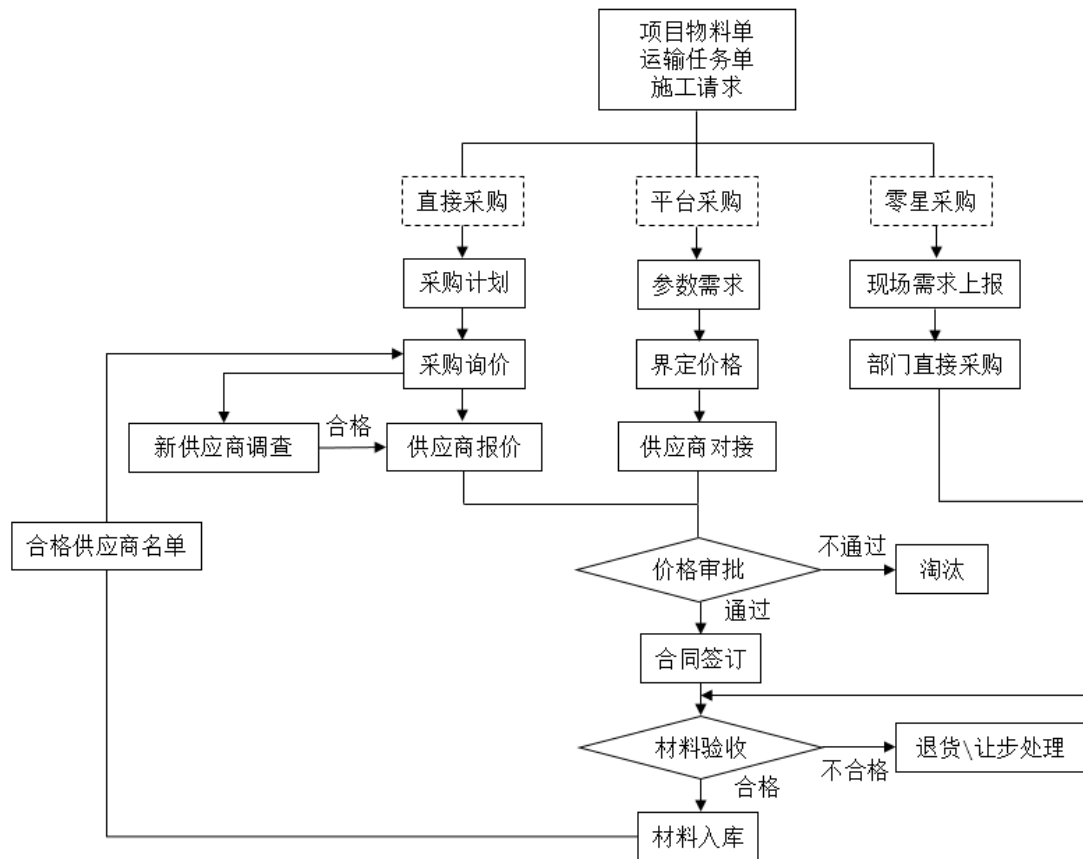 项目物料单
运输任务单
施工请求
直接采购
平台采购
零星采购
采购计划
参数需求
现场需求上报
采购询价
界定价格
部门直接采购
新供应商调查
合格
供应商报价
供应商对接
合格供应商名单
价格审批
不通过
淘汰
通过
合同签订
材料验收
不合格
退货\让步处理
合格
材料入库